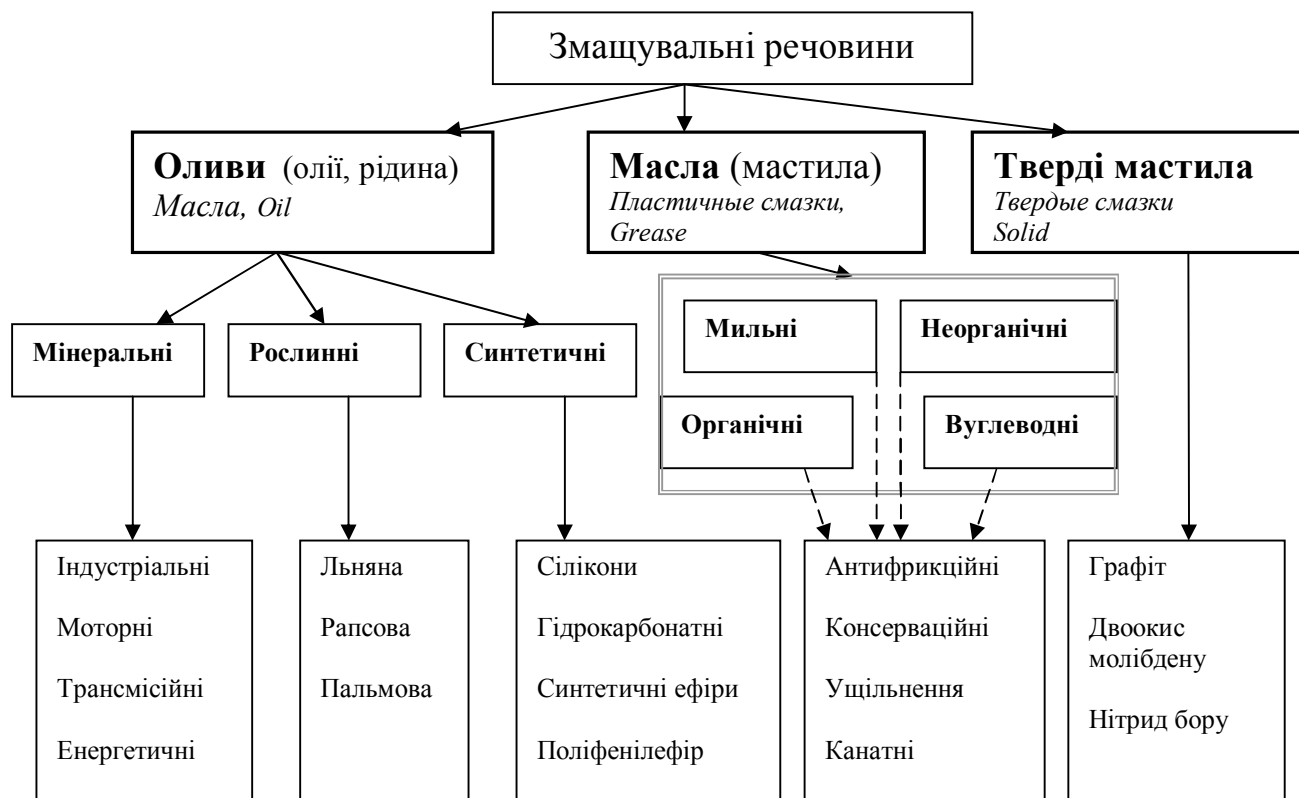 Змащувальні речовини
Оливи (олії, рідина)
Масла, Oil
Масла (мастила)
Пластичные смазки,
Grease
Тверді мастила
Твердые смазки
Solid
Мінеральні
Рослинні
Синтетичні
Мильні
Неорганічні
Органічні
Вуглеводні
Індустріальні
Моторні
Трансмісійні
Енергетичні
Льняна
Рапсова
Пальмова
Сілікони
Гідрокарбонатні
Синтетичні ефіри
Поліфенілефір
Антифрикційні
Консерваційні
Ущільнення
Канатні
Графіт
Двоокис
молібдену
Нітрид бору